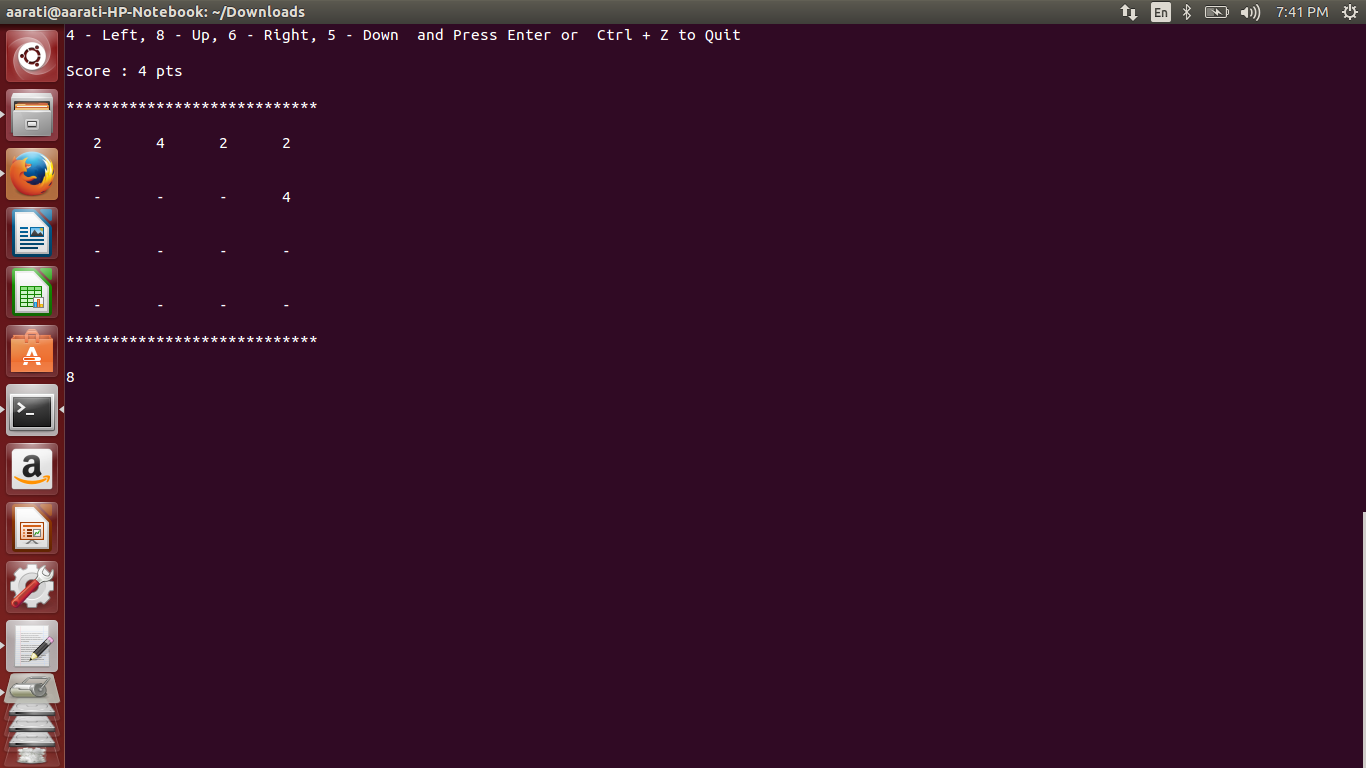 aarati@aarati-HP-Notebook: ~/Downloads En 7:41 PM
4 - Left, 8 - Up, 6 - Right, 5 - Down  and Press Enter or  Ctrl + Z to Quit
Score : 4 pts
****************************
2 4 2 2
- - - 4
- - - -
- - - -
****************************
8